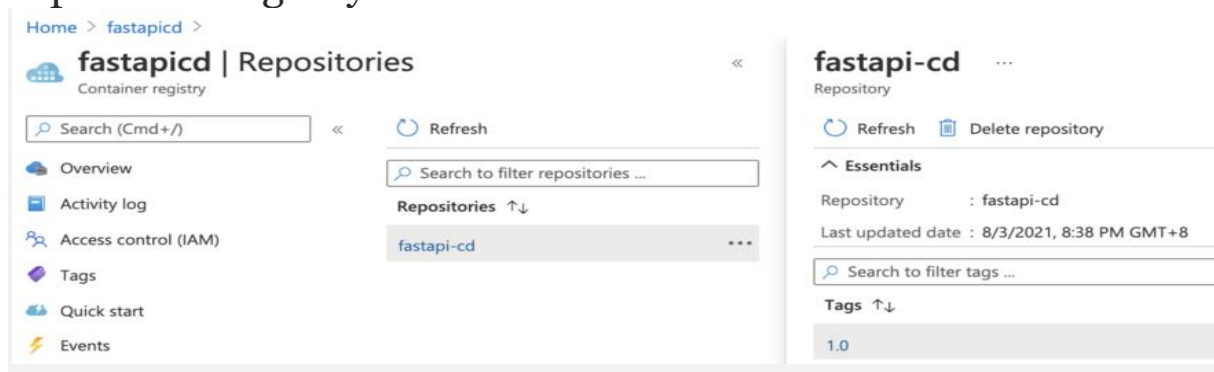 Home > fastapicd >
fastapicd | Repositories
Container registry
«
Search (Cmd+/)
«
Overview
Activity log
Access control (IAM)
Tags
Quick start
Events
Refresh
Search to filter repositories ...
Repositories ↑↓
fastapi-cd
...
fastapi-cd ...
Repository
Refresh Delete repository
Essentials
Repository : fastapi-cd
Last updated date : 8/3/2021, 8:38 PM GMT+8
Search to filter tags ...
Tags ↑↓
1.0